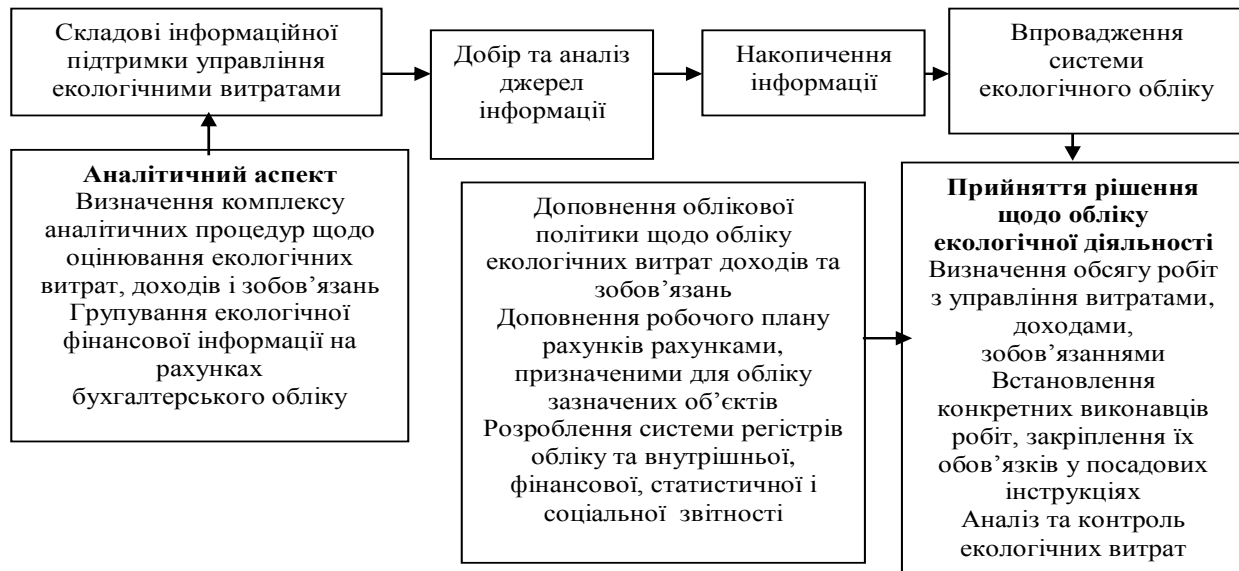 Складові інформаційної
підтримки управління
екологічними витратами
Добір та аналіз
джерел
інформації
Накопичення
інформації
Впровадження
системи
екологічного обліку
Аналітичний аспект
Визначення комплексу
аналітичних процедур щодо
оцінювання екологічних
витрат, доходів і зобов’язань
Групування екологічної
фінансової інформації на
рахунках
бухгалтерського обліку
Доповнення облікової
політики щодо обліку
екологічних витрат доходів та
зобов’язань
Доповнення робочого плану
рахунків рахунками,
призначеними для обліку
зазначених об’єктів
Розроблення системи регістрів
обліку та внутрішньої,
фінансової, статистичної і
соціальної звітності
Прийняття рішення
щодо обліку
екологічної діяльності
Визначення обсягу робіт
з управління витратами,
доходами,
зобов’язаннями
Встановлення
конкретних виконавців
робіт, закріплення їх
обов’язків у посадових
інструкціях
Аналіз та контроль
екологічних витрат